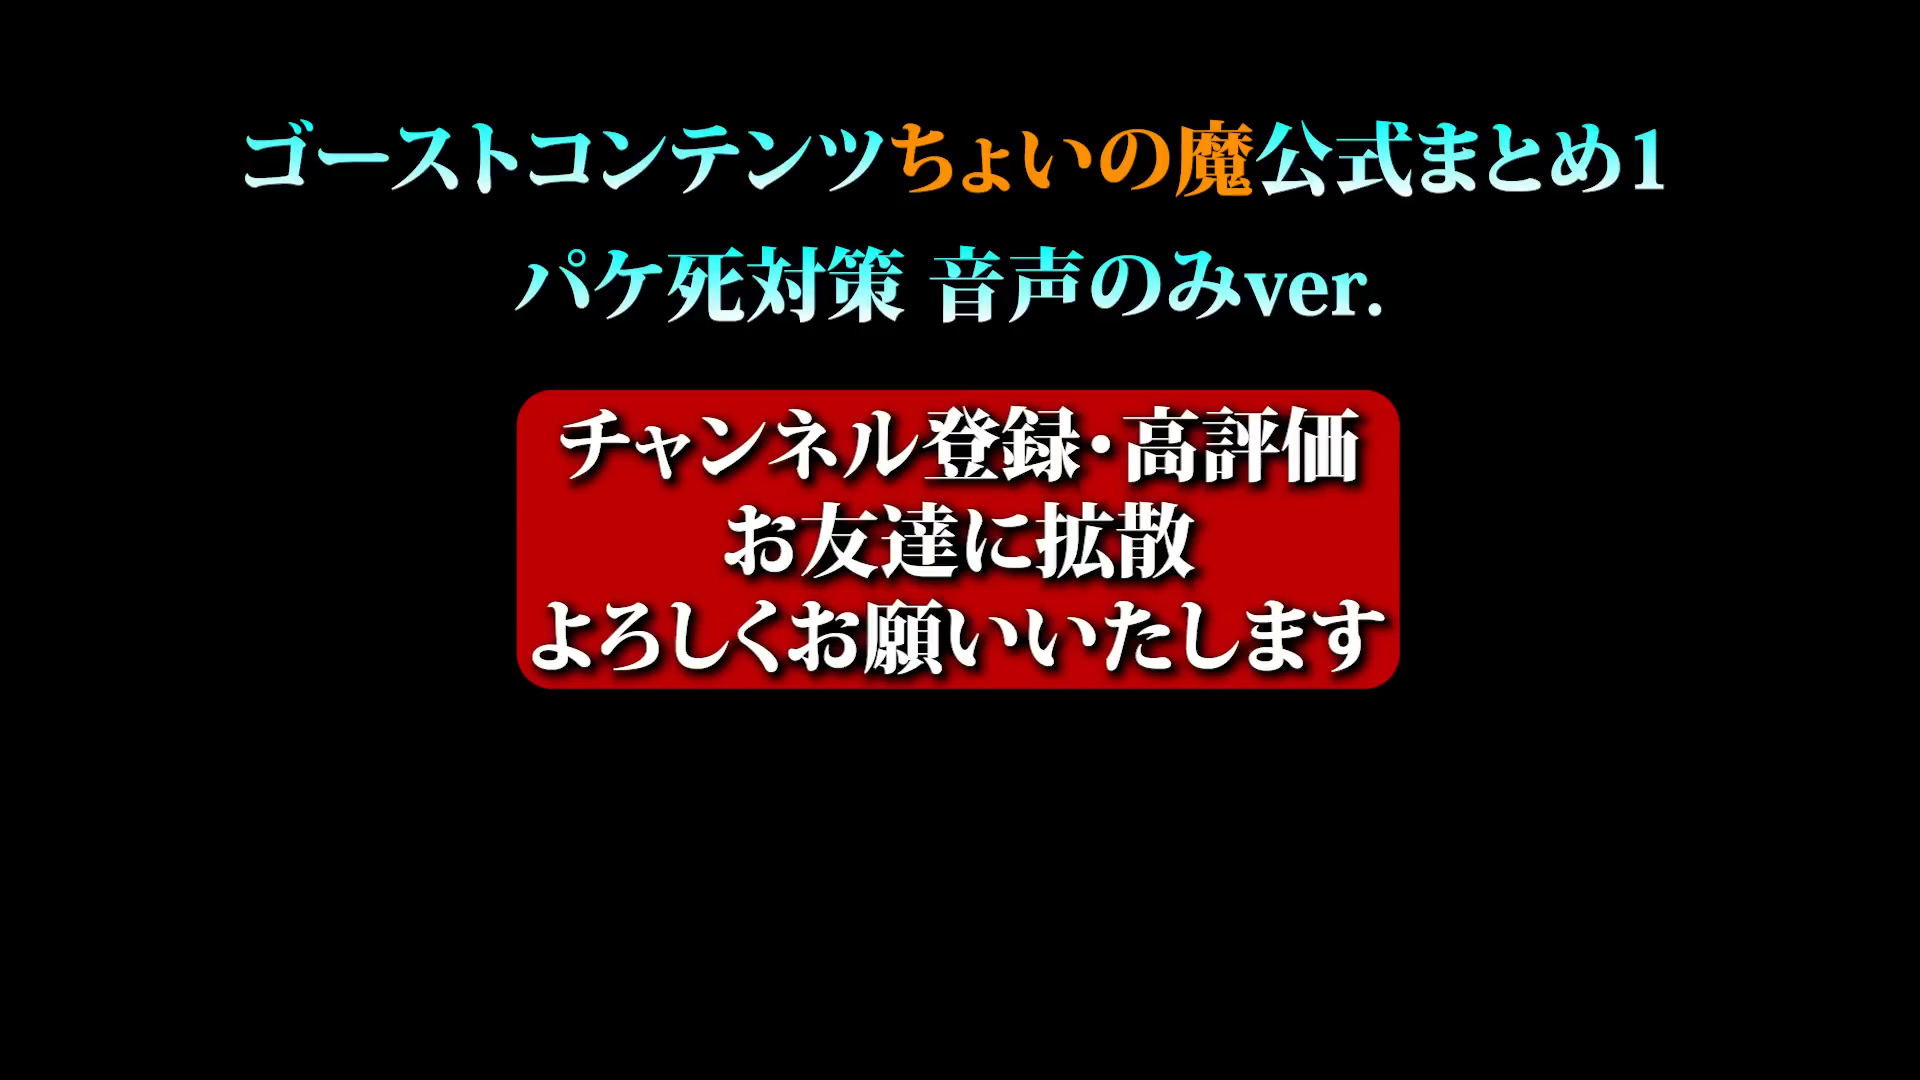 ゴーストコンテンツちょいの魔公式まとめ1
パケ死対策 音声のみver.
チャンネル登録・高評価
お友達に拡散
よろしくお願いいたします